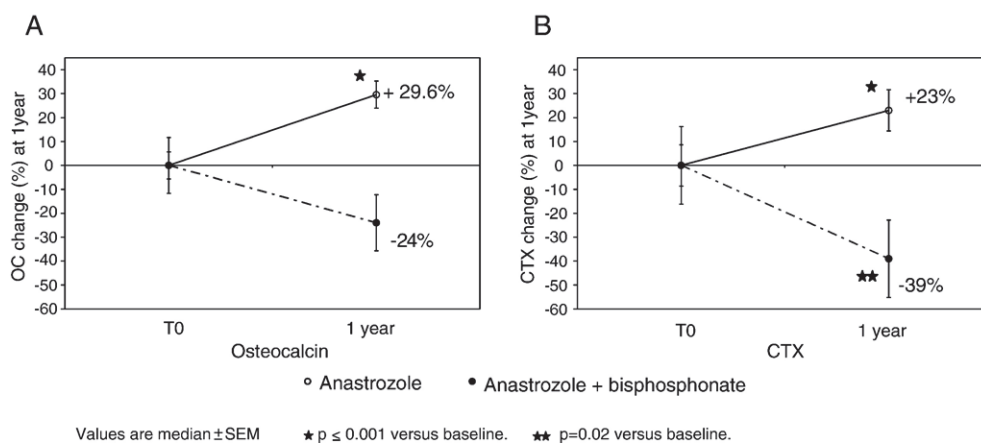 A
OC change (%) at 1year
40
30
20
10
0
-10
-20
-30
-40
-50
-60
★
+ 29.6%
-24%
T0 1 year
Osteocalcin
B
CTX change (%) at 1year
40
30
20
10
0
-10
-20
-30
-40
-50
-60
★
+23%
★★
-39%
T0 1 year
CTX
Anastrozole Anastrozole + bisphosphonate
Values are median ± SEM ★ p ≤ 0.001 versus baseline. ★★ p=0.02 versus baseline.